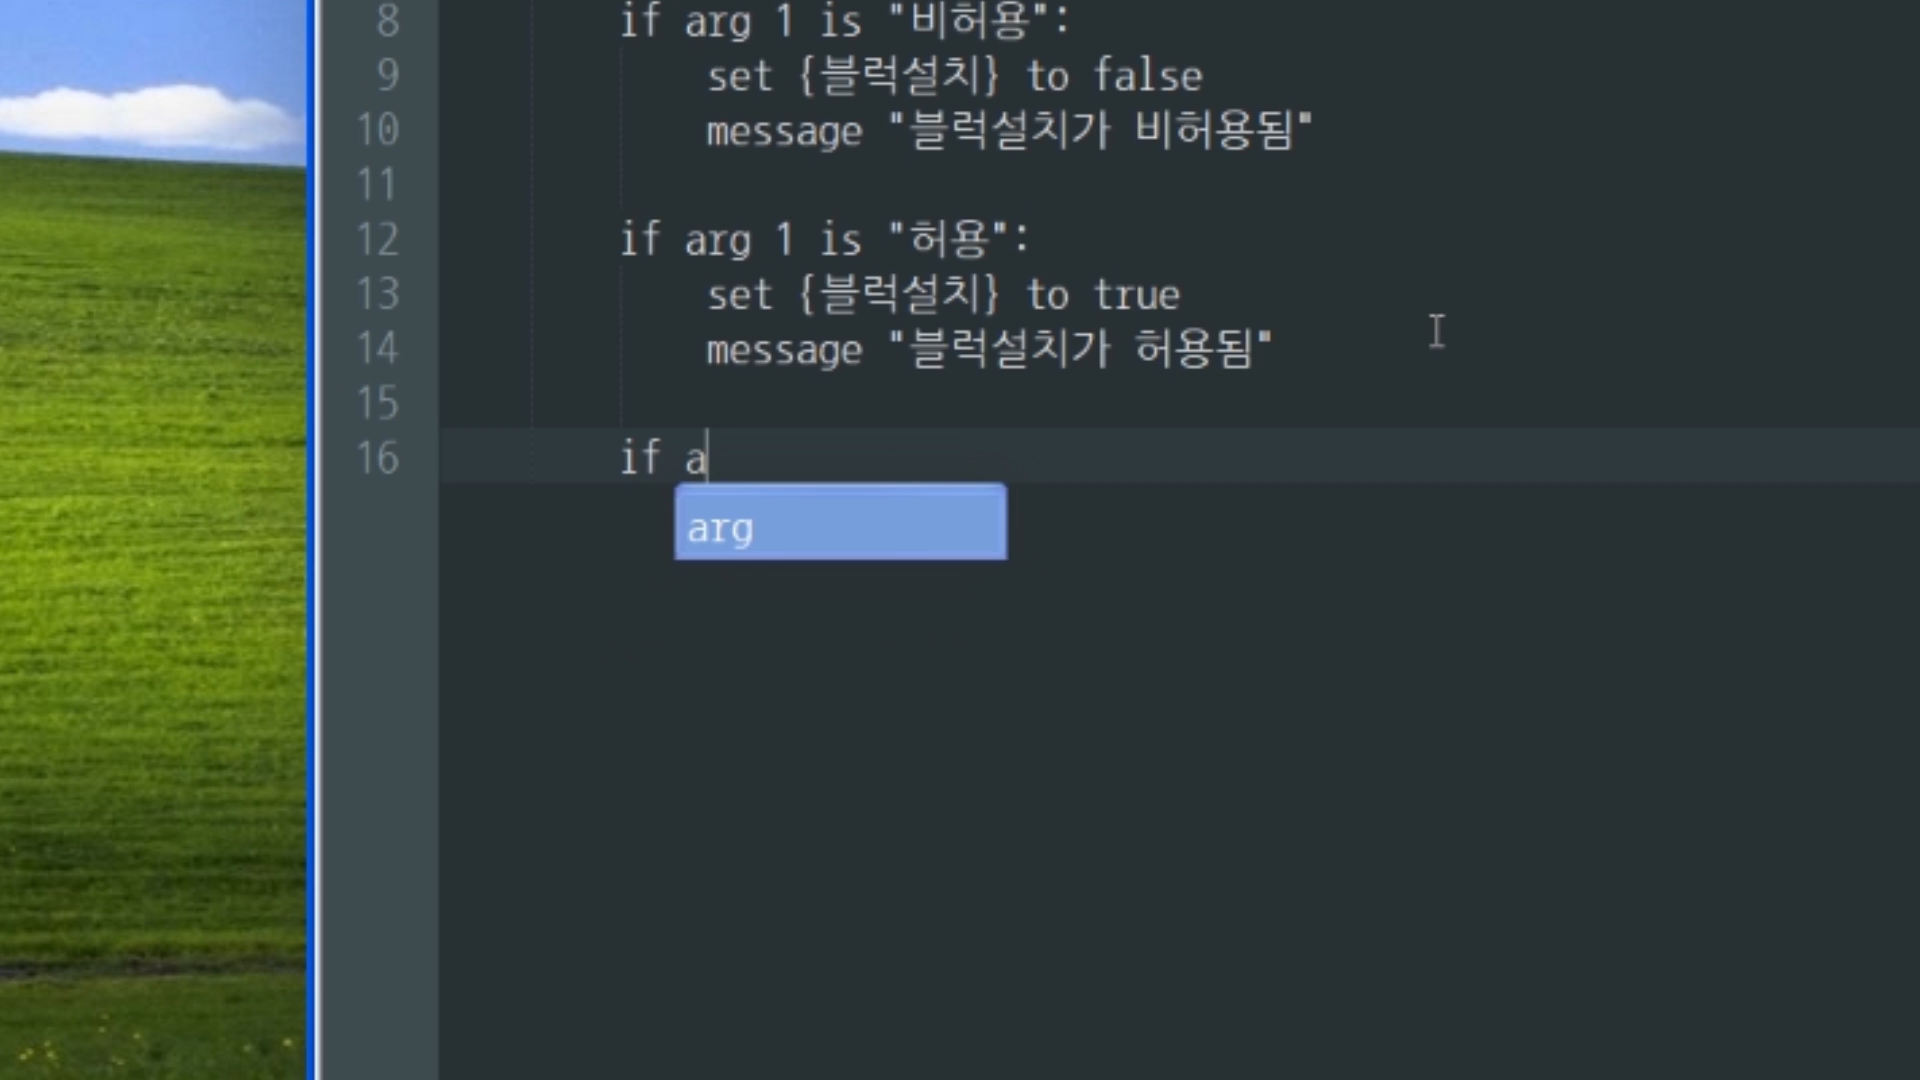 8 if arg 1 is "비허용":
9 set {블럭설치} to false
10 message "블럭설치가 비허용됨"
11
12 if arg 1 is "허용":
13 set {블럭설치} to true
14 message "블럭설치가 허용됨"
15
16 if a
arg